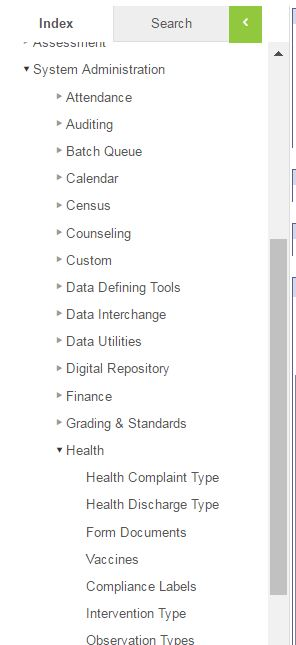 Index Search
Assessment
System Administration
Attendance
Auditing
Batch Queue
Calendar
Census
Counseling
Custom
Data Defining Tools
Data Interchange
Data Utilities
Digital Repository
Finance
Grading & Standards
Health
Health Complaint Type
Health Discharge Type
Form Documents
Vaccines
Compliance Labels
Intervention Type
Observation Types